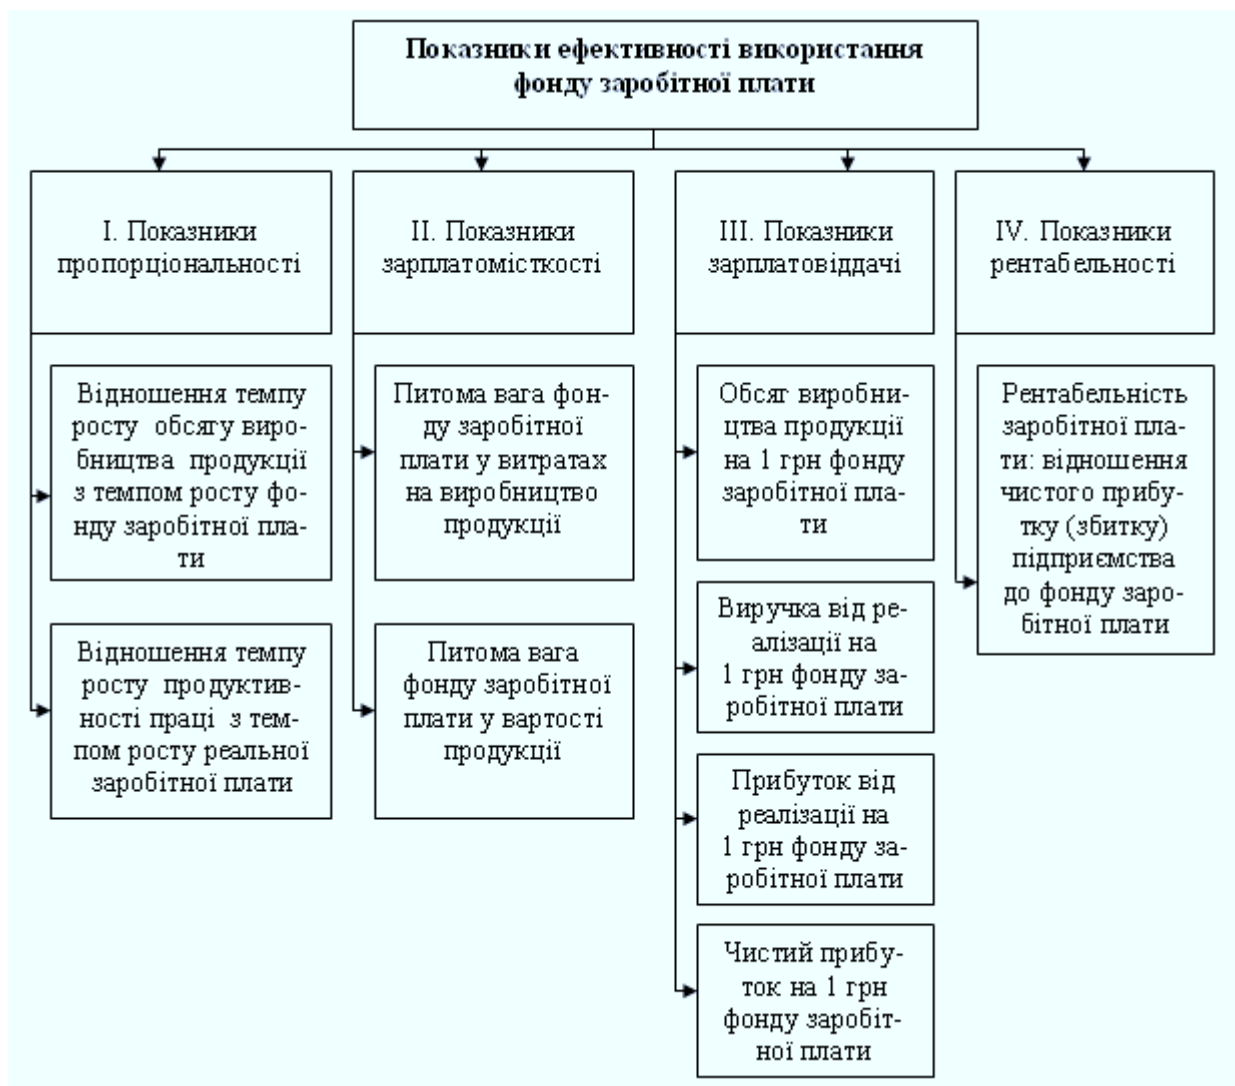 Показники ефективності використання
фонду заробітної плати
І. Показники
пропорціональності
ІІ. Показники
зарплатомісткості
ІІІ. Показники
зарплатовіддачі
IV. Показники
рентабельності
Відношення темпу
росту обсягу виро-
бництва продукції
з темпом росту фо-
нду заробітної пла-
ти
Відношення темпу
росту продуктив-
ності праці з тем-
пом росту реальної
заробітної плати
Питома вага фон-
ду заробітної
плати у витратах
на виробництво
продукції
Питома вага
фонду заробітної
плати у вартості
продукції
Обсяг виробни-
цтва продукції
на 1 грн фонду
заробітної пла-
ти
Виручка від ре-
алізації на
1 грн фонду за-
робітної плати
Прибуток від
реалізації на
1 грн фонду за-
робітної плати
Чистий прибу-
ток на 1 грн
фонду заробіт-
ної плати
Рентабельність
заробітної пла-
ти: відношення
чистого прибу-
тку (збитку)
підприємства
до фонду заро-
бітної плати